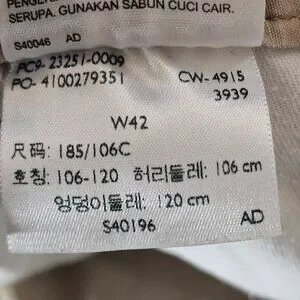 SERUPA. GUNAKAN SABUN CUCI CAIR.
S40046 AD
PC9-23251-0009
PO-4100279351 CW-4915
3939
W42
尺码: 185/106C
호칭: 106-120 허리둘레: 106 cm
엉덩이둘레: 120 cm
S40196 AD